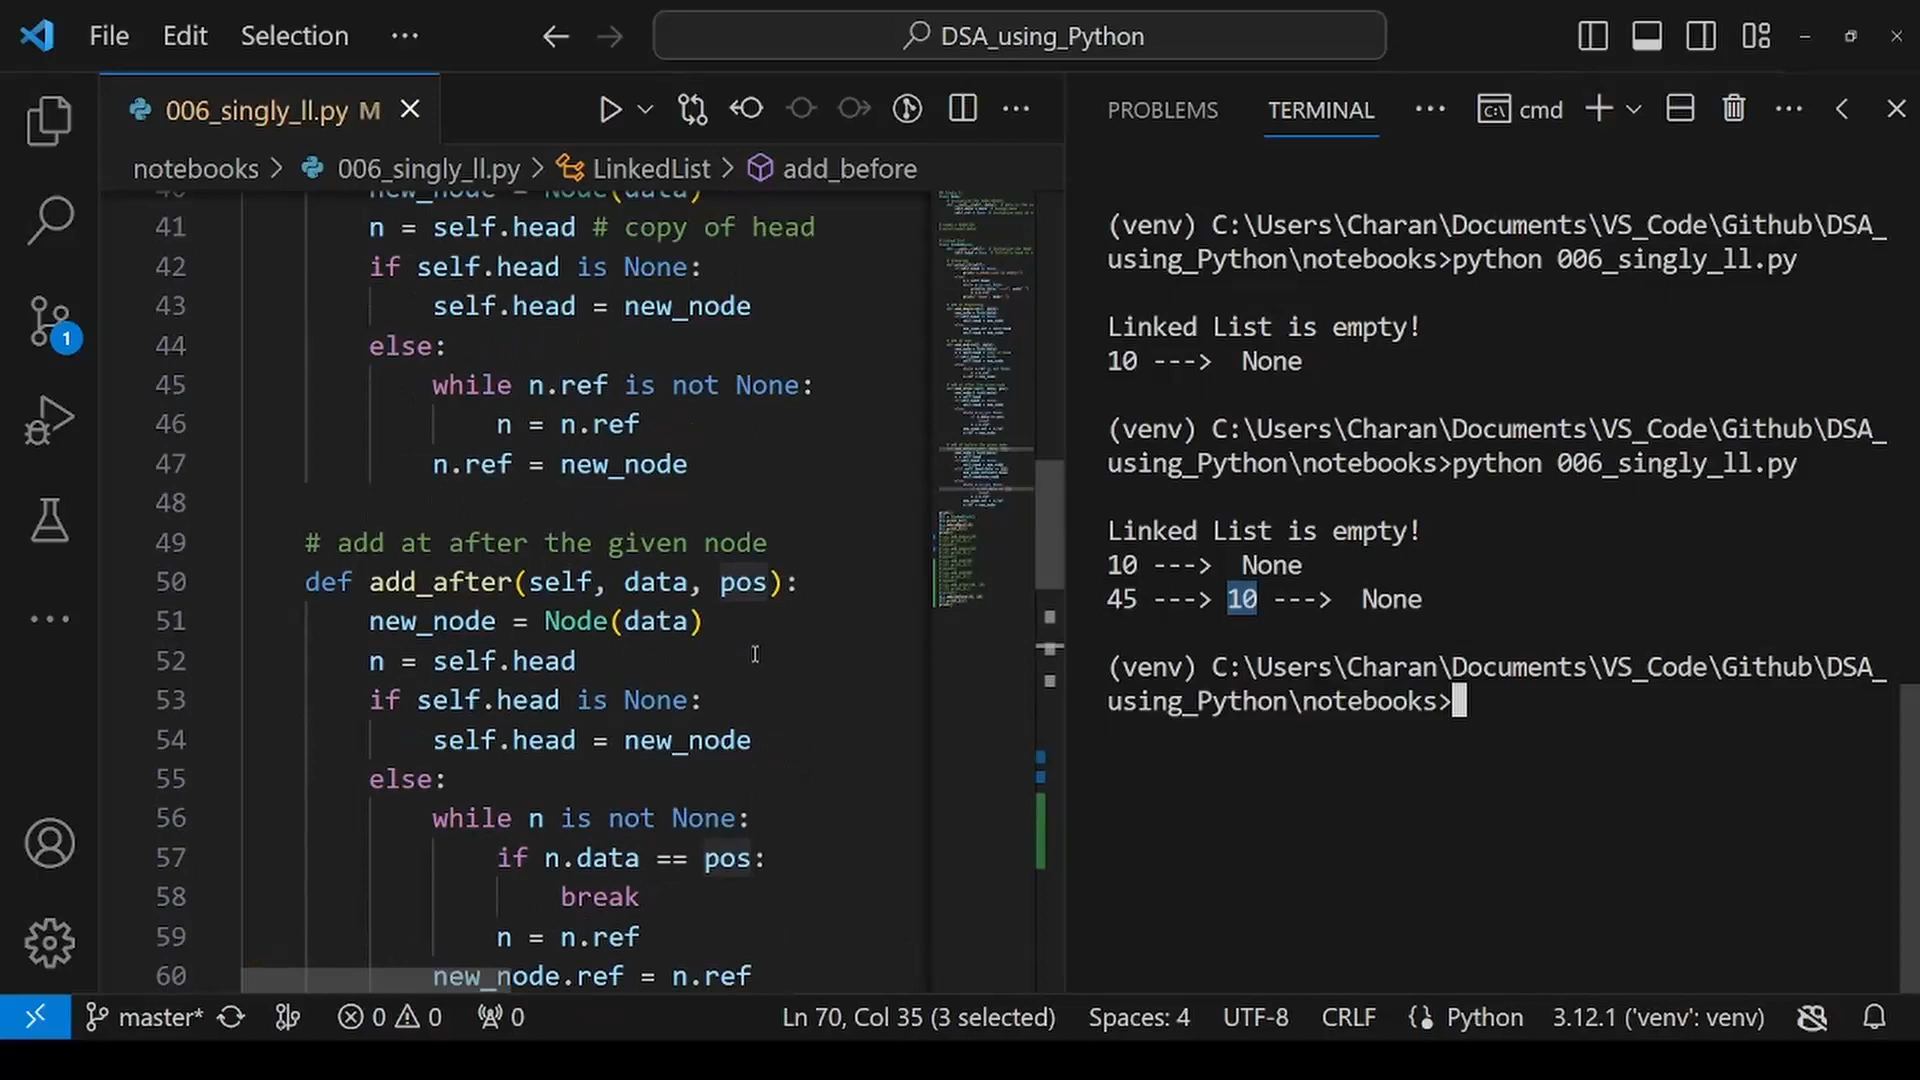 File Edit Selection ··· DSA_using_Python
006_singly_ll.py M
notebooks > 006_singly_ll.py > LinkedList > add_before
40 new_node = Node(data)
41 n = self.head # copy of head
42 if self.head is None:
43 self.head = new_node
44 else:
45 while n.ref is not None:
46 n = n.ref
47 n.ref = new_node
48
49 # add at after the given node
50 def add_after(self, data, pos):
51 new_node = Node(data)
52 n = self.head
53 if self.head is None:
54 self.head = new_node
55 else:
56 while n is not None:
57 if n.data == pos:
58 break
59 n = n.ref
60 new_node.ref = n.ref
PROBLEMS TERMINAL ··· cmd
(venv) C:\Users\Charan\Documents\VS_Code\Github\DSA_
using_Python\notebooks>python 006_singly_ll.py
Linked List is empty!
10 ---> None
(venv) C:\Users\Charan\Documents\VS_Code\Github\DSA_
using_Python\notebooks>python 006_singly_ll.py
Linked List is empty!
10 ---> None
45 ---> 10 ---> None
(venv) C:\Users\Charan\Documents\VS_Code\Github\DSA_
using_Python\notebooks>
1
master* 0 0 0 Ln 70, Col 35 (3 selected) Spaces: 4 UTF-8 CRLF Python 3.12.1 ('venv': venv)